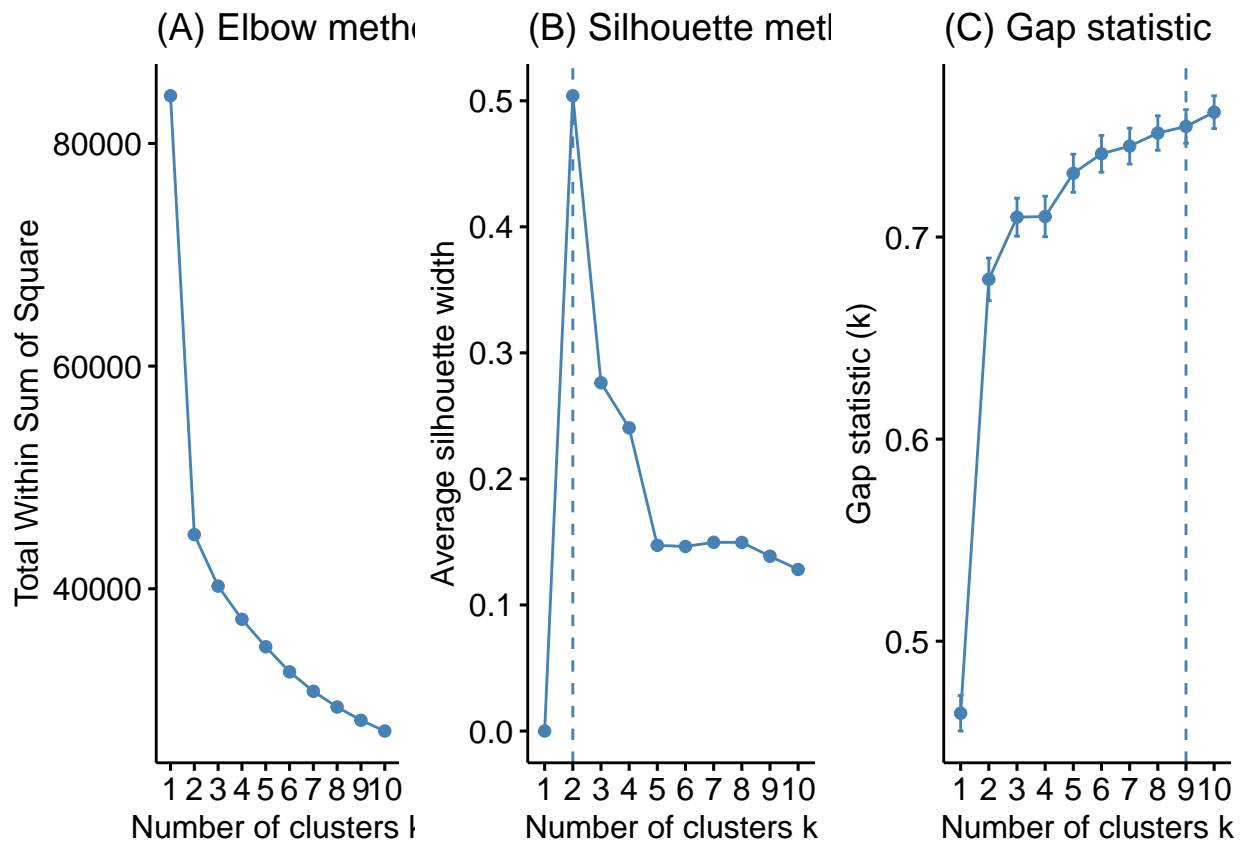 (A) Elbow meth
(B) Silhouette met
(C) Gap statistic
Total Within Sum of Square
80000
60000
40000
1 2 3 4 5 6 7 8 9 10
Number of clusters k
Average silhouette width
0.5
0.4
0.3
0.2
0.1
0.0
1 2 3 4 5 6 7 8 9 10
Number of clusters k
Gap statistic (k)
0.7
0.6
0.5
1 2 3 4 5 6 7 8 9 10
Number of clusters k